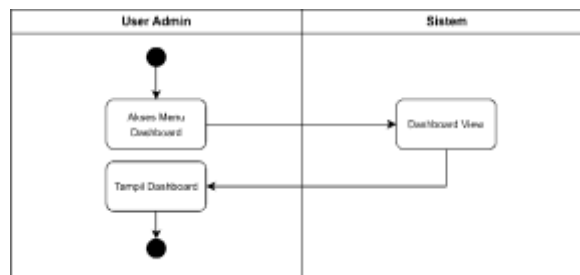 User Admin
Sistem
Akses Menu
Dashboard
Dashboard View
Tampil Dashboard